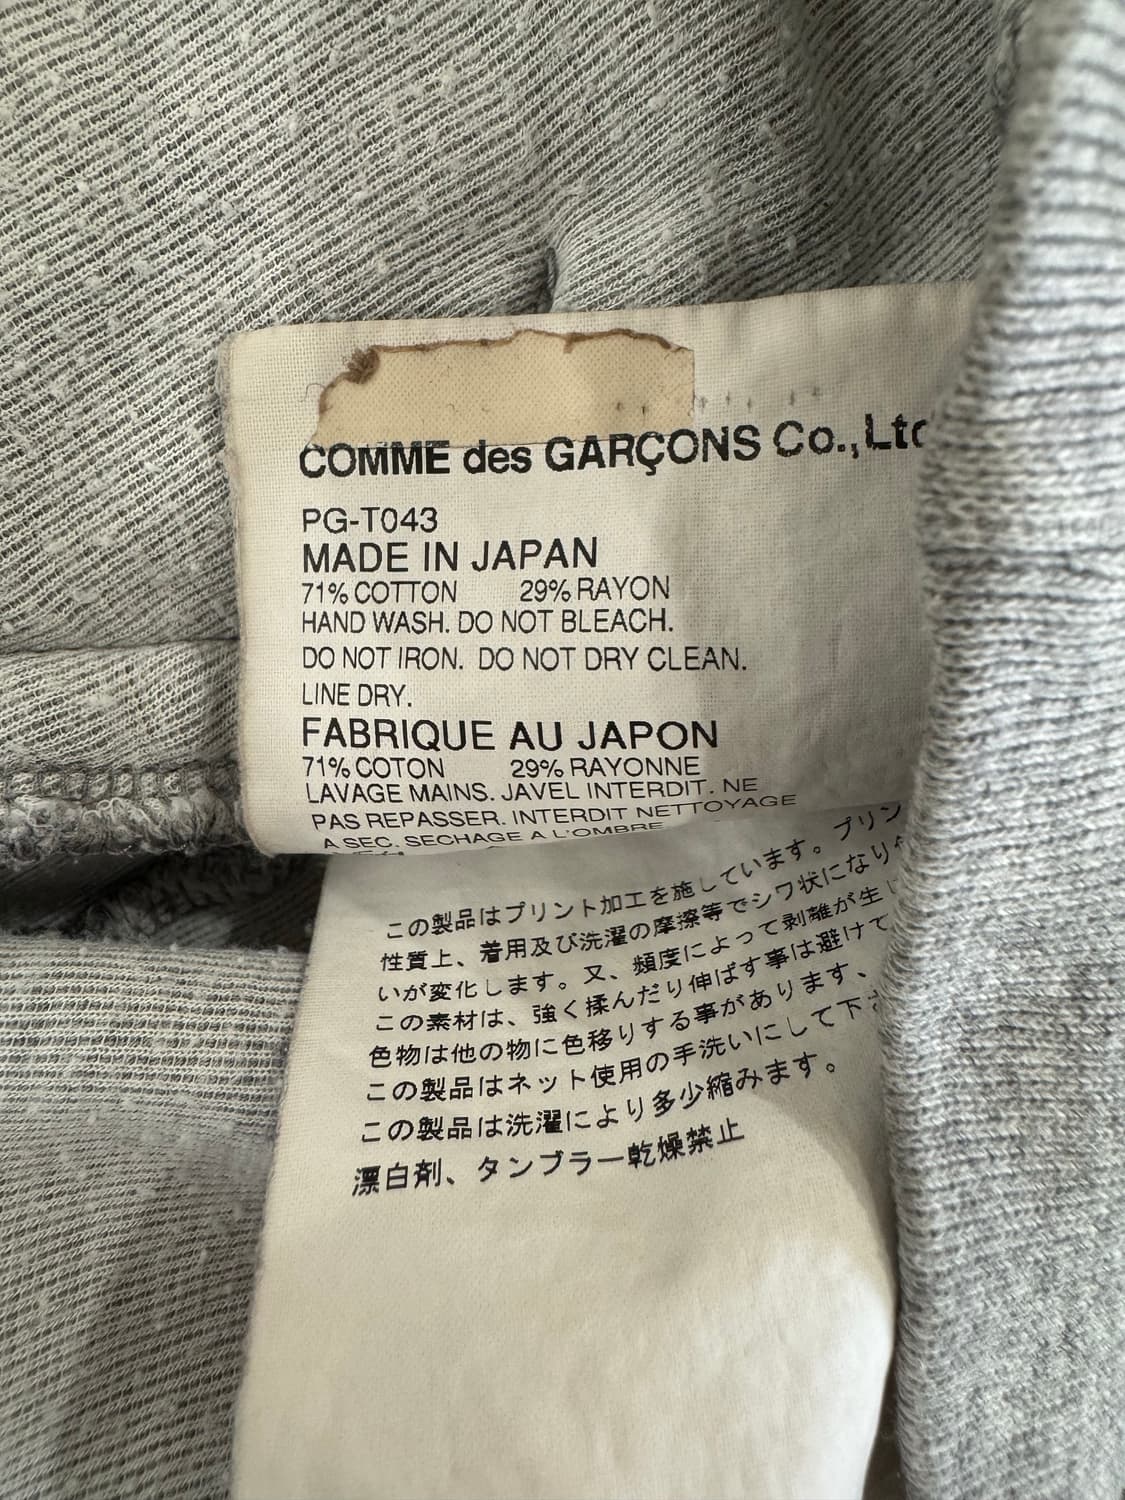 COMME des GARÇONS Co.,Ltd
PG-T043
MADE IN JAPAN
71% COTTON 29% RAYON
HAND WASH. DO NOT BLEACH.
DO NOT IRON. DO NOT DRY CLEAN.
LINE DRY.
FABRIQUE AU JAPON
71% COTON 29% RAYONNE
LAVAGE MAINS. JAVEL INTERDIT. NE
PAS REPASSER. INTERDIT NETTOYAGE
A SEC. SECHAGE A L'OMBRE
この製品はプリント加工を施しています。プリン
性質上、着用及び洗濯の摩擦等でシワ状になり
いが変化します。又、頻度によって剥離が生
この素材は、強く揉んだり伸ばす事は避けて
色物は他の物に色移りする事があります、
この製品はネット使用の手洗いにして下さ
この製品は洗濯により多少縮みます。
漂白剤、タンブラー乾燥禁止